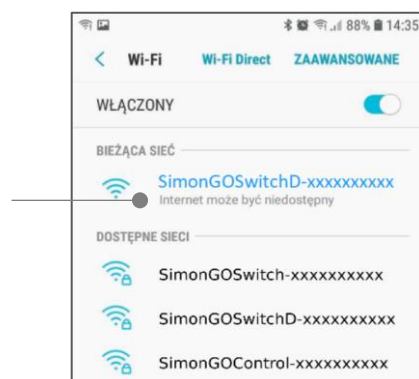 88% 14:35
Wi-Fi Wi-Fi Direct ZAAWANSOWANE
WŁĄCZONY
BIEŻĄCA SIEĆ
SimonGOSwitchD-xxxxxxxxxx
Internet może być niedostępny
DOSTĘPNE SIECI
SimonGOSwitch-xxxxxxxxxx
SimonGOSwitchD-xxxxxxxxxx
SimonGOControl-xxxxxxxxxx